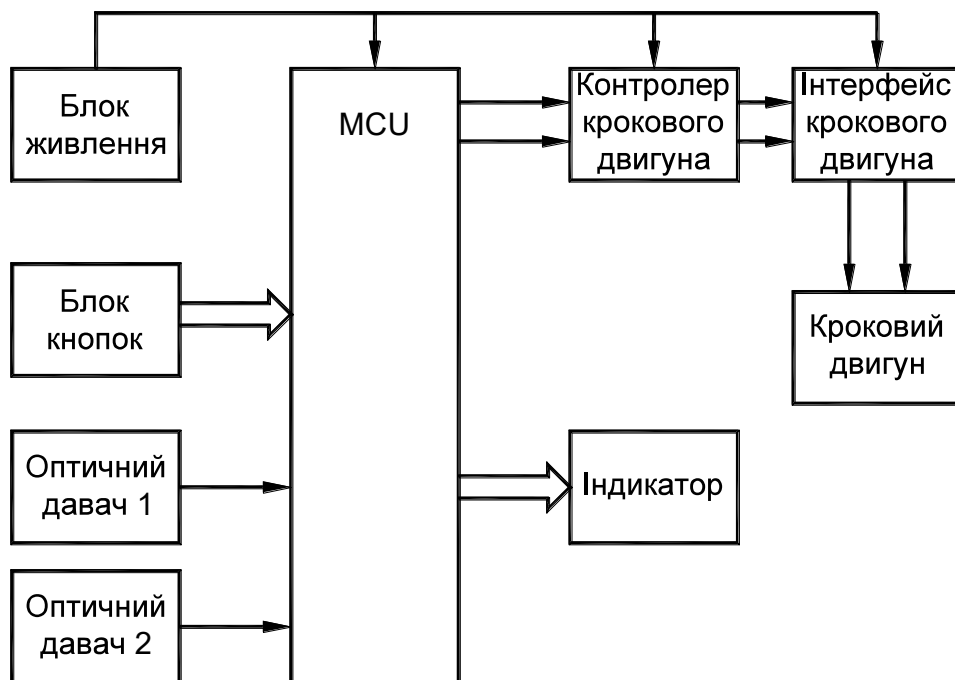 Блок
живлення
MCU
Контролер
крокового
двигуна
Інтерфейс
крокового
двигуна
Блок
кнопок
Кроковий
двигун
Оптичний
давач 1
Індикатор
Оптичний
давач 2